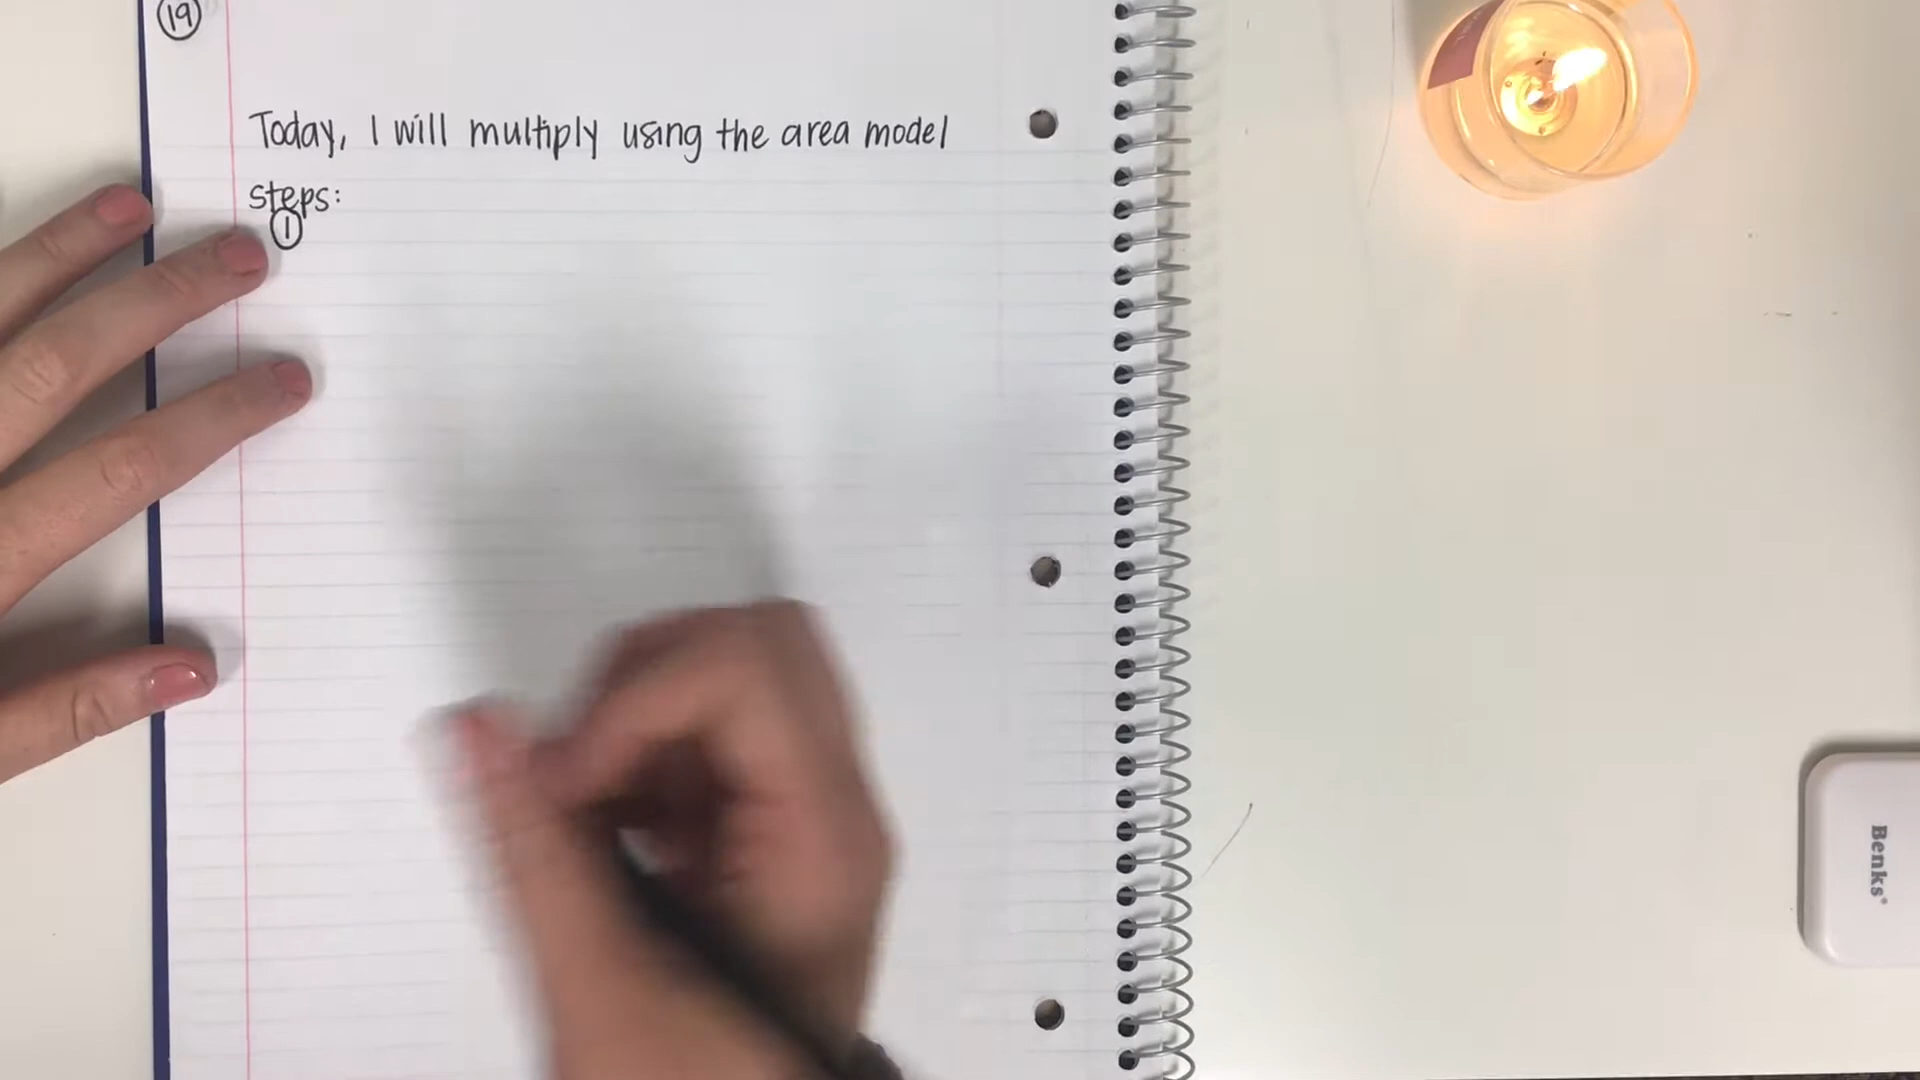 19
Today, I will multiply using the area model
steps:
1
Benks®